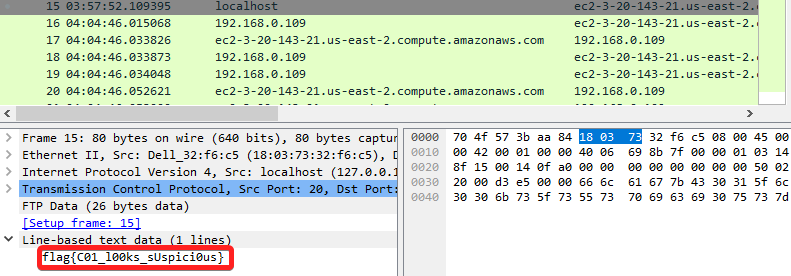 15 03:57:52.109395 localhost ec2-3-20-143-21.us-east-2.c
16 04:04:46.015068 192.168.0.109 ec2-3-20-143-21.us-east-2.c
17 04:04:46.033826 ec2-3-20-143-21.us-east-2.compute.amazonaws.com 192.168.0.109
18 04:04:46.033873 192.168.0.109 ec2-3-20-143-21.us-east-2.c
19 04:04:46.034048 192.168.0.109 ec2-3-20-143-21.us-east-2.c
20 04:04:46.052621 ec2-3-20-143-21.us-east-2.compute.amazonaws.com 192.168.0.109
Frame 15: 80 bytes on wire (640 bits), 80 bytes captur
Ethernet II, Src: Dell_32:f6:c5 (18:03:73:32:f6:c5), D
Internet Protocol Version 4, Src: localhost (127.0.0.1
Transmission Control Protocol, Src Port: 20, Dst Port:
FTP Data (26 bytes data)
[Setup frame: 15]
Line-based text data (1 lines)
flag{C01_l00ks_sUspici0us}
0000 70 4f 57 3b aa 84 18 03 73 32 f6 c5 08 00 45 00
0010 00 42 00 01 00 00 40 06 69 8b 7f 00 00 01 03 14
0020 8f 15 00 14 0f a0 00 00 00 00 00 00 00 00 50 02
0030 20 00 d3 e5 00 00 66 6c 61 67 7b 43 30 31 5f 6c
0040 30 30 6b 73 5f 73 55 73 70 69 63 69 30 75 73 7d